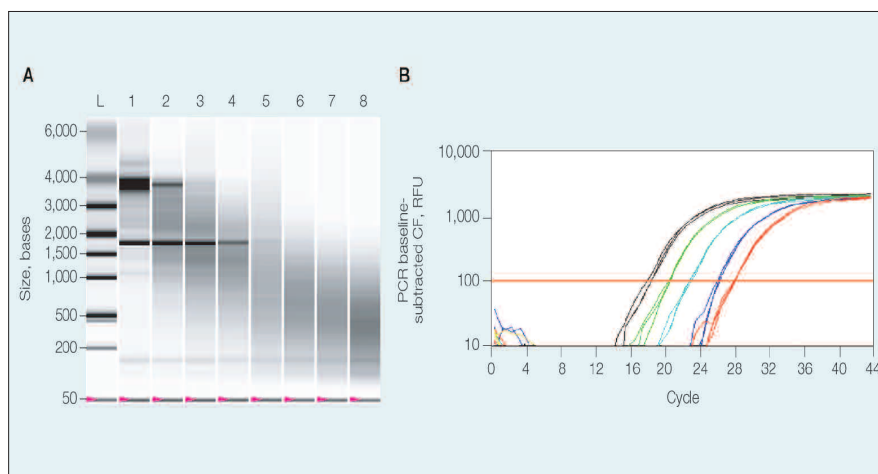 A
L 1 2 3 4 5 6 7 8
6,000
4,000
3,000
2,000
1,500
1,000
500
200
50
Size, bases
B
10,000
1,000
100
10
PCR baseline-
subtracted CF, RFU
0 4 8 12 16 20 24 28 32 36 40 44
Cycle